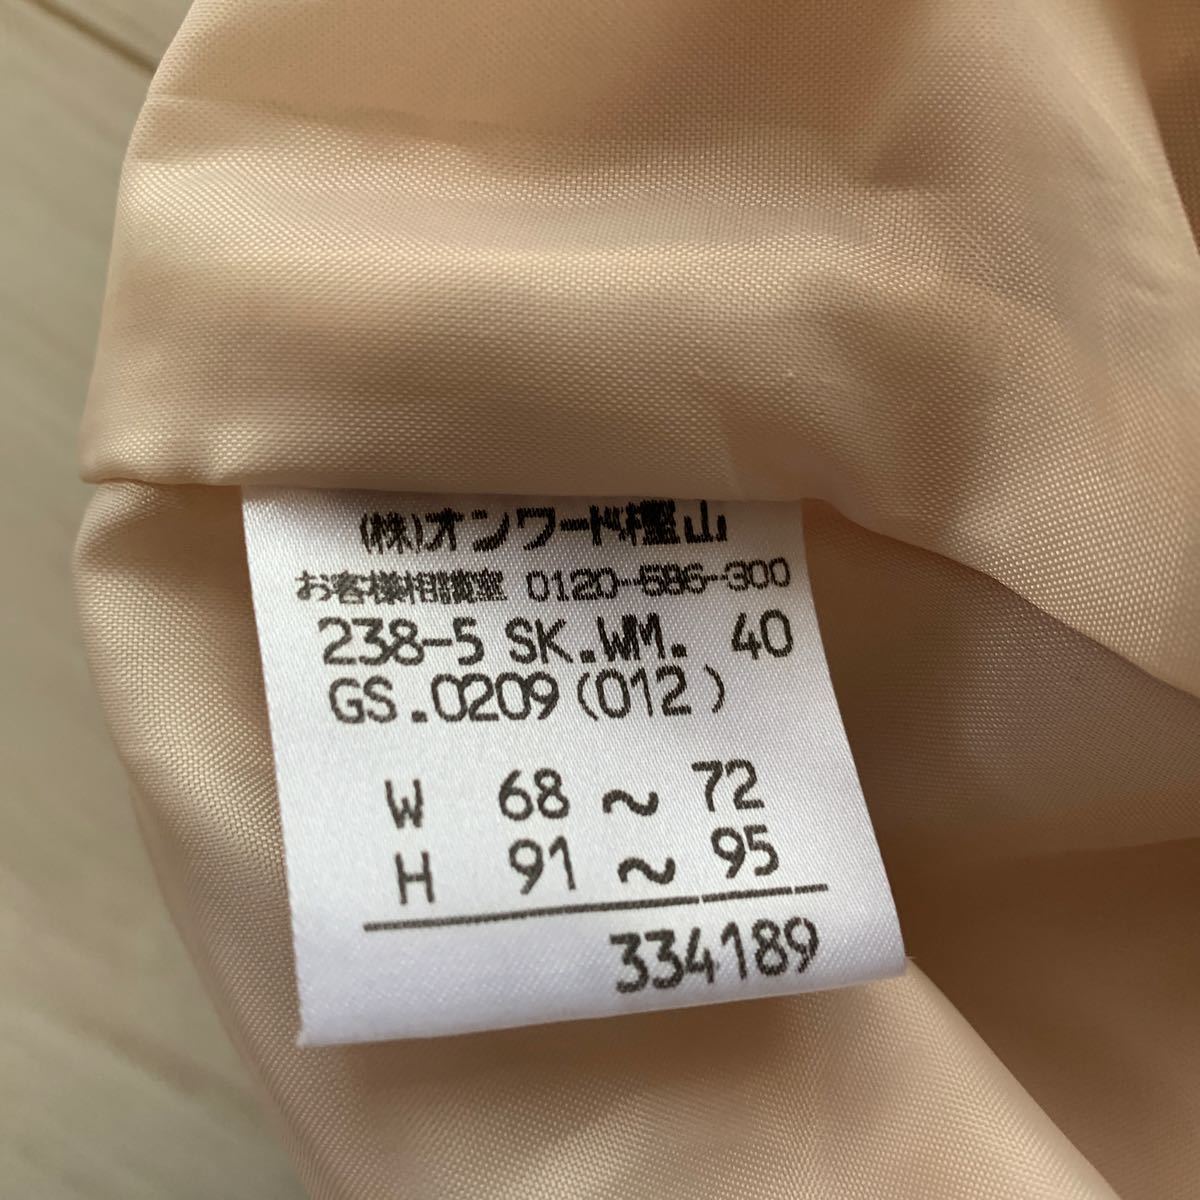 (株)オンワード樫山
お客様相談室 0120-586-300
238-5 SK.WM. 40
GS.0209(012)
W 68 ~ 72
H 91 ~ 95
334189